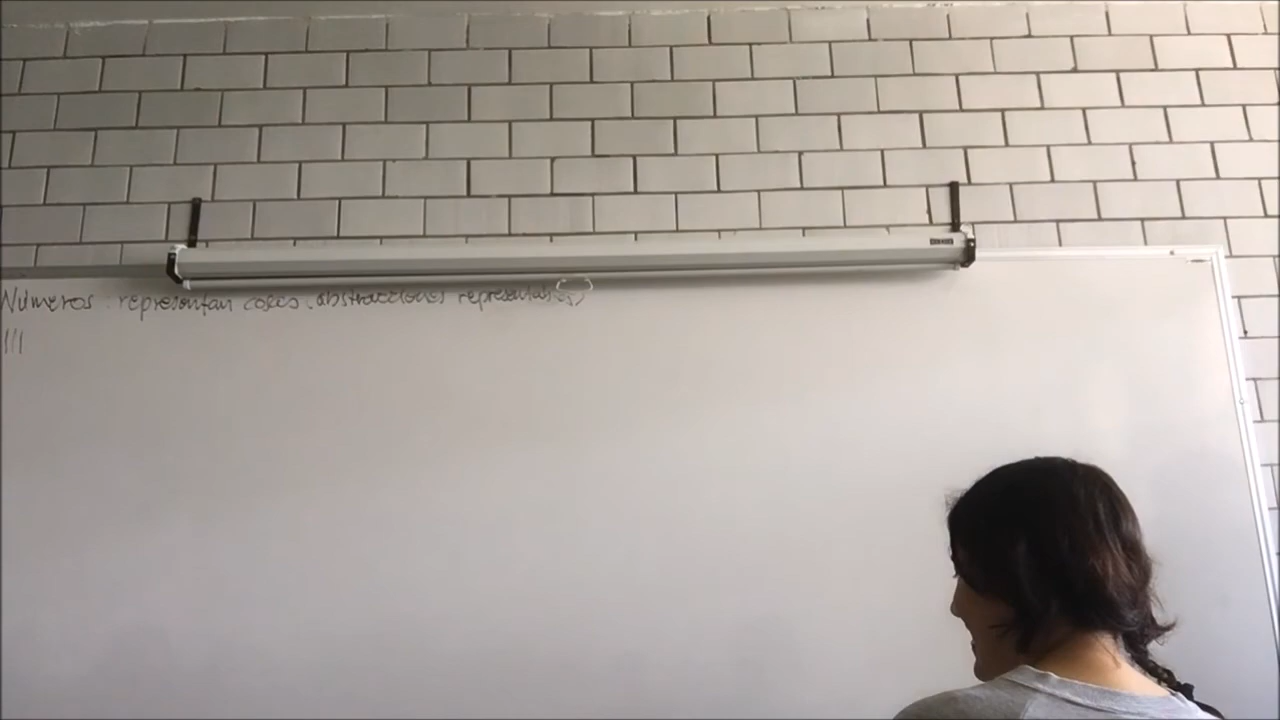 Números : representan cosas . abstracciones representables
|||